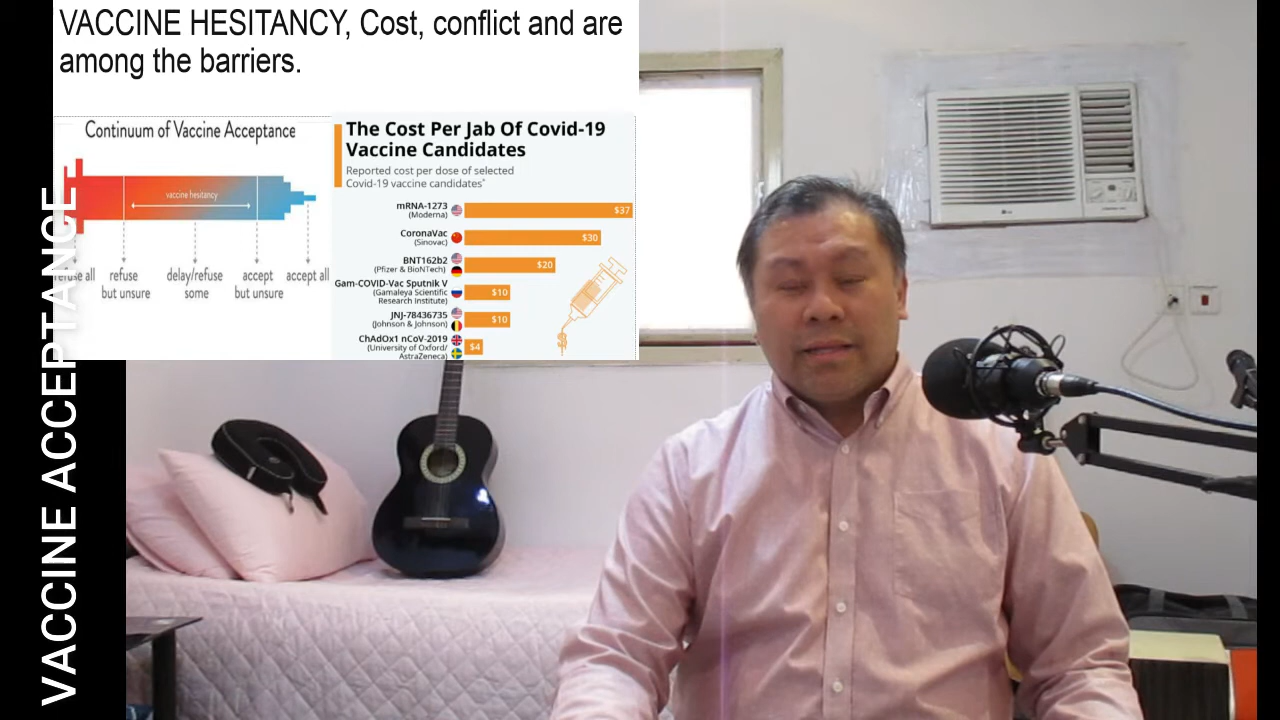 VACCINE HESITANCY, Cost, conflict and are
among the barriers.
Continuum of Vaccine Acceptance
vaccine hesitancy
refuse all
refuse
but unsure
delay/refuse
some
accept
but unsure
accept all
The Cost Per Jab Of Covid-19
Vaccine Candidates
Reported cost per dose of selected
Covid-19 vaccine candidates*
mRNA-1273
(Moderna)
$37
CoronaVac
(Sinovac)
$30
BNT162b2
(Pfizer & BioNTech)
$20
Gam-COVID-Vac Sputnik V
(Gamaleya Scientific
Research Institute)
$10
JNJ-78436735
(Johnson & Johnson)
$10
ChAdOx1 nCoV-2019
(University of Oxford/
AstraZeneca)
$4
VACCINE ACCEPTANCE
LG